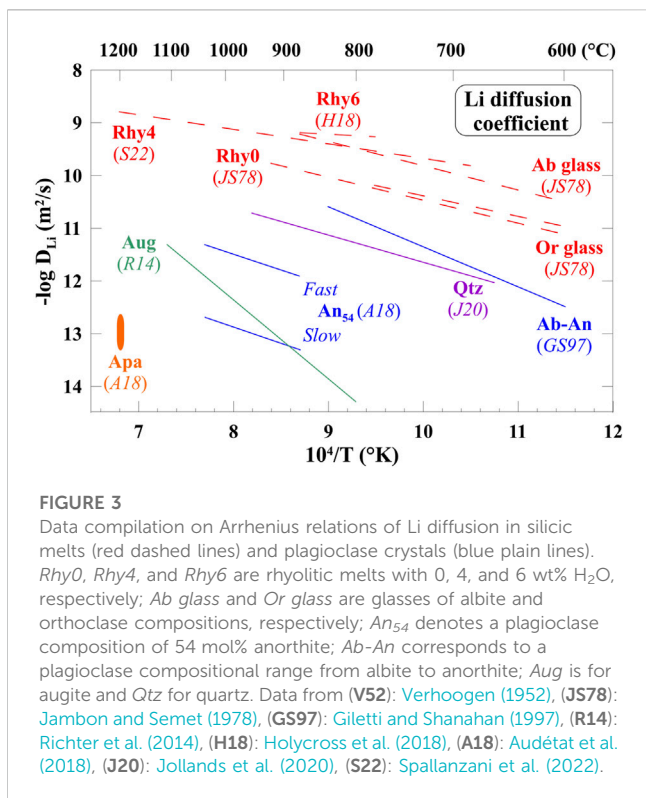 1200 1100 1000 900 800 700 600 (°C)
8
9
10
11
12
13
14
-log D_Li (m²/s)
Li diffusion
coefficient
Rhy6
(H18)
Rhy4
(S22)
Rhy0
(JS78)
Ab glass
(JS78)
Or glass
(JS78)
Aug
(R14)
Fast
An₅₄ (A18)
Slow
Qtz
(J20)
Ab-An
(GS97)
Apa
(A18)
7 8 9 10 11 12
10⁴/T (°K)
FIGURE 3
Data compilation on Arrhenius relations of Li diffusion in silicic
melts (red dashed lines) and plagioclase crystals (blue plain lines).
Rhy0, Rhy4, and Rhy6 are rhyolitic melts with 0, 4, and 6 wt% H₂O,
respectively; Ab glass and Or glass are glasses of albite and
orthoclase compositions, respectively; An₅₄ denotes a plagioclase
composition of 54 mol% anorthite; Ab-An corresponds to a
plagioclase compositional range from albite to anorthite; Aug is for
augite and Qtz for quartz. Data from (V52): Verhoogen (1952), (JS78):
Jambon and Semet (1978), (GS97): Giletti and Shanahan (1997), (R14):
Richter et al. (2014), (H18): Holycross et al. (2018), (A18): Audétat et al.
(2018), (J20): Jollands et al. (2020), (S22): Spallanzani et al. (2022).